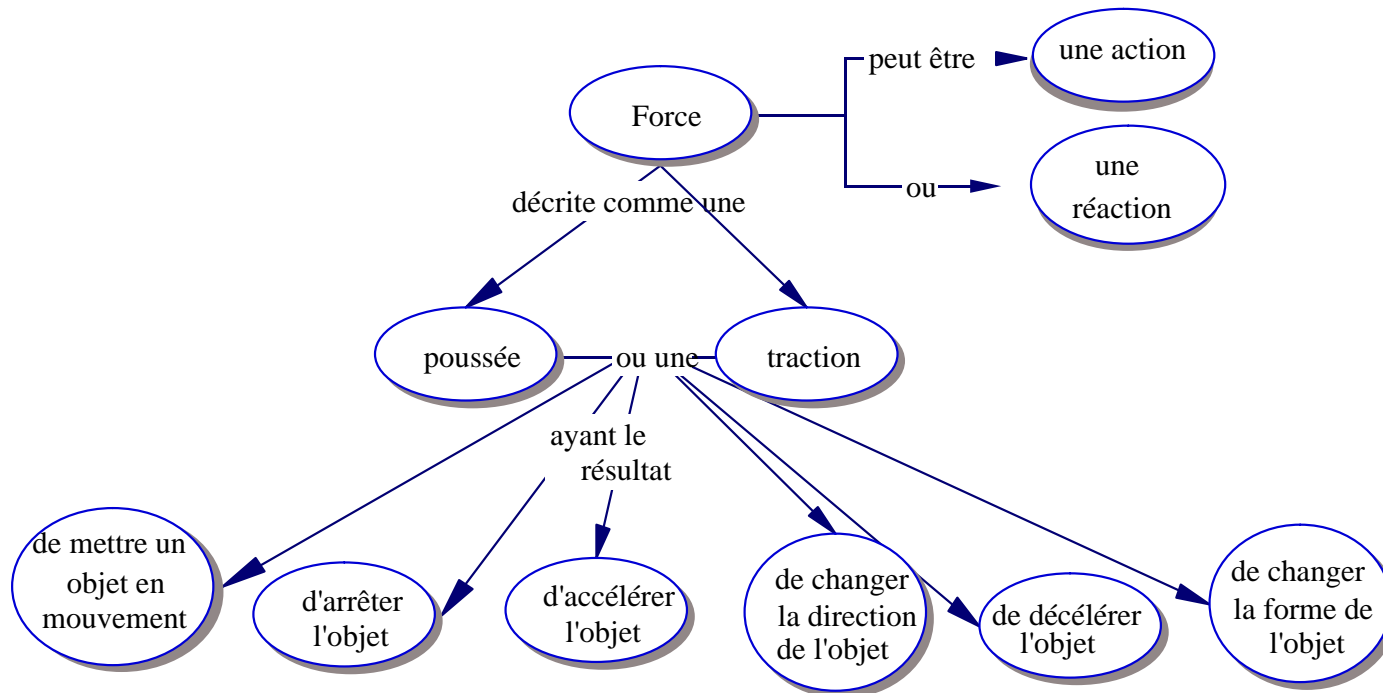 peut être
une action
Force
ou
une
réaction
décrite comme une
poussée
ou une
traction
ayant le
résultat
de mettre un
objet en
mouvement
d'arrêter
l'objet
d'accélérer
l'objet
de changer
la direction
de l'objet
de décélérer
l'objet
de changer
la forme de
l'objet